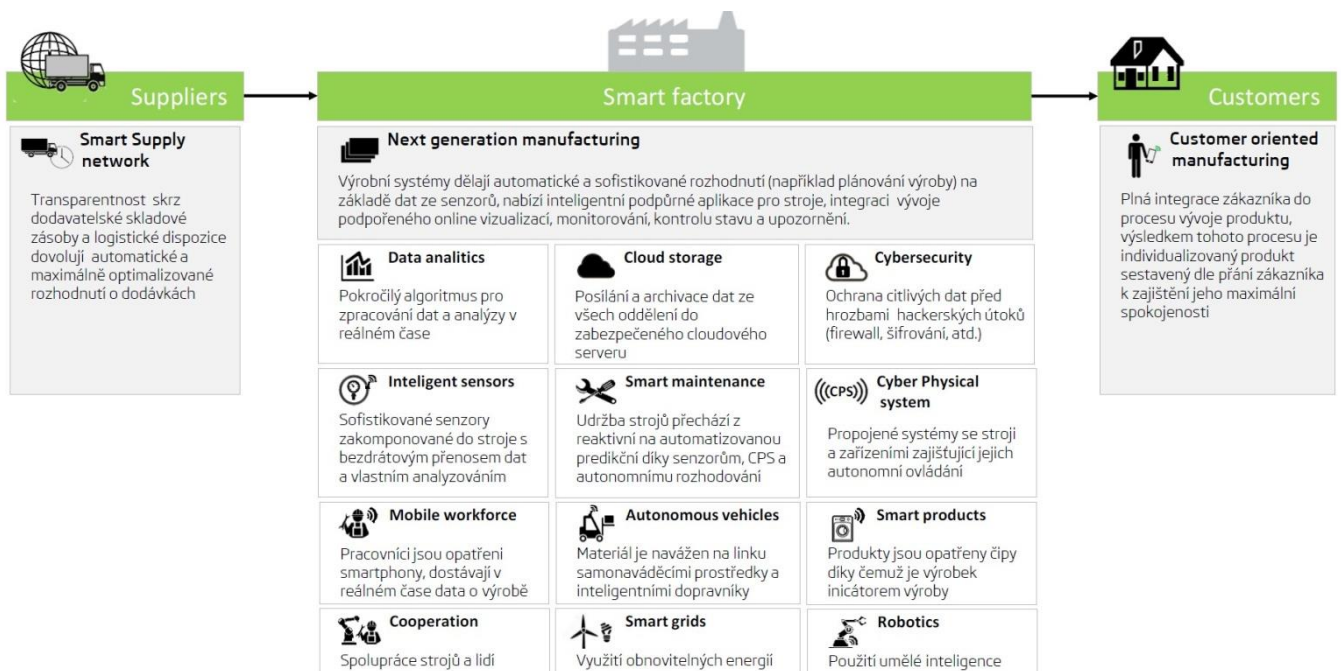 Suppliers
Smart factory
Customers
Smart Supply
network
Transparentnost skrz
dodavatelské skladové
zásoby a logistické dispozice
dovolují automatické a
maximálně optimalizované
rozhodnutí o dodávkách
Next generation manufacturing
Výrobní systémy dělají automatické a sofistikované rozhodnutí (například plánování výroby) na
základě dat ze senzorů, nabízí inteligentní podpůrné aplikace pro stroje, integraci vývoje
podpořeného online vizualizací, monitorování, kontrolu stavu a upozornění.
Customer oriented
manufacturing
Plná integrace zákazníka do
procesu vývoje produktu,
výsledkem tohoto procesu je
individualizovaný produkt
sestavený dle přání zákazníka
k zajištění jeho maximální
spokojenosti
Data analitics
Pokročilý algoritmus pro
zpracování dat a analýzy v
reálném čase
Cloud storage
Posílání a archivace dat ze
všech oddělení do
zabezpečeného cloudového
serveru
Cybersecurity
Ochrana citlivých dat před
hrozbami hackerských útoků
(firewall, šifrování, atd.)
Inteligent sensors
Sofistikované senzory
zakomponované do stroje s
bezdrátovým přenosem dat
a vlastním analyzováním
Smart maintenance
Udržba strojů přechází z
reaktivní na automatizovanou
predikční díky senzorům, CPS a
autonomnímu rozhodování
((CPS))
Cyber Physical
system
Propojené systémy se stroji
a zařízeními zajišťující jejich
autonomní ovládání
Mobile workforce
Pracovníci jsou opatřeni
smartphony, dostávají v
reálném čase data o výrobě
Autonomous vehicles
Materiál je navážen na linku
samonaváděcími prostředky a
inteligentními dopravníky
Smart products
Produkty jsou opatřeny čipy
díky čemuž je výrobek
inicátorem výroby
Cooperation
Spolupráce strojů a lidí
Smart grids
Využití obnovitelných energií
Robotics
Použití umělé inteligence